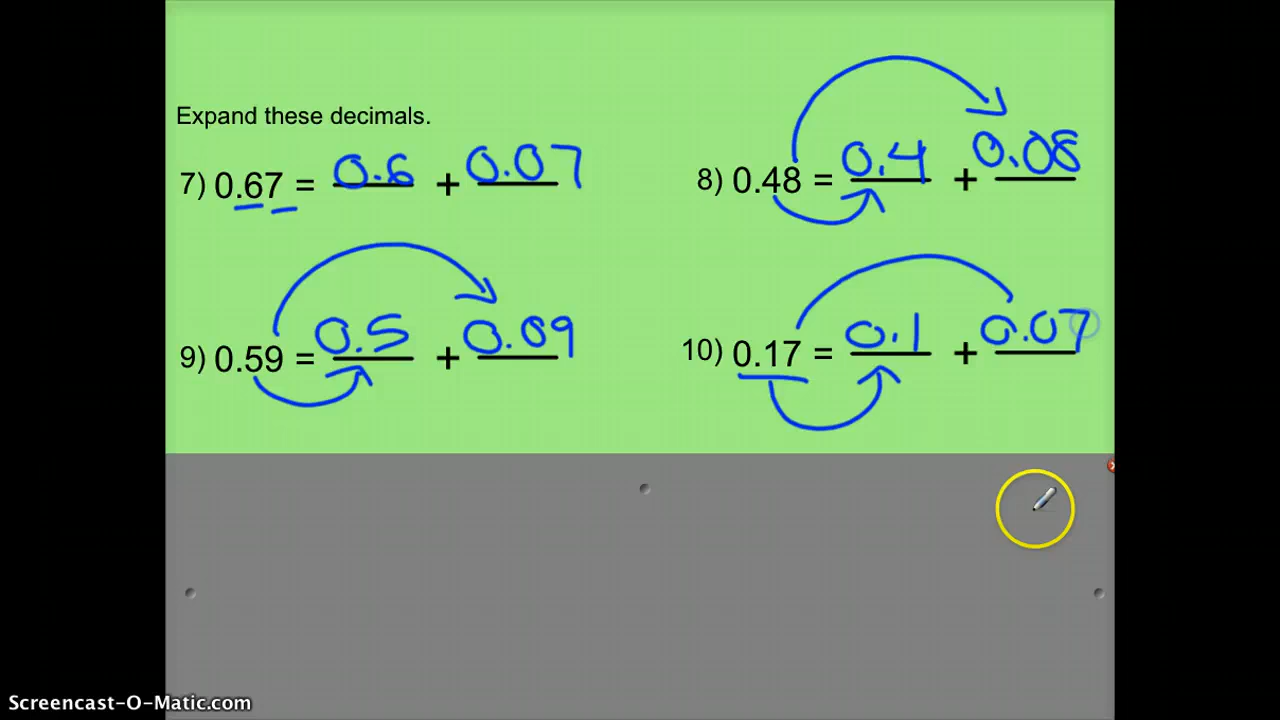 Expand these decimals.
7) 0.67 = 0.6 + 0.07
8) 0.48 = 0.4 + 0.08
9) 0.59 = 0.5 + 0.09
10) 0.17 = 0.1 + 0.07
Screencast-O-Matic.com